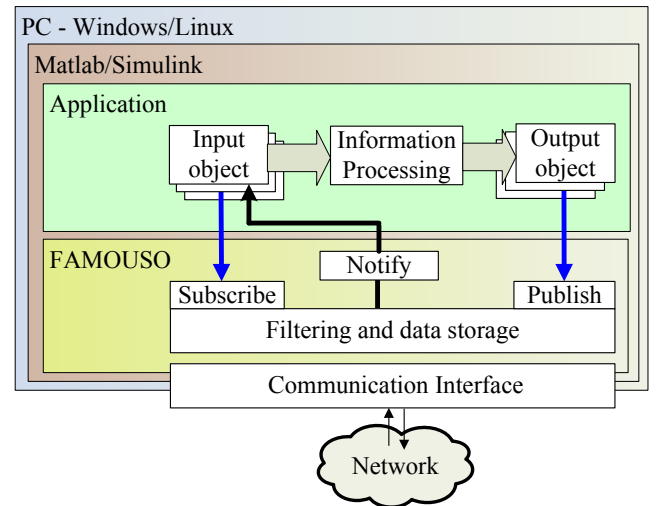 PC - Windows/Linux
Matlab/Simulink
Application
Input
object
Information
Processing
Output
object
FAMOUSO
Notify
Subscribe
Publish
Filtering and data storage
Communication Interface
Network